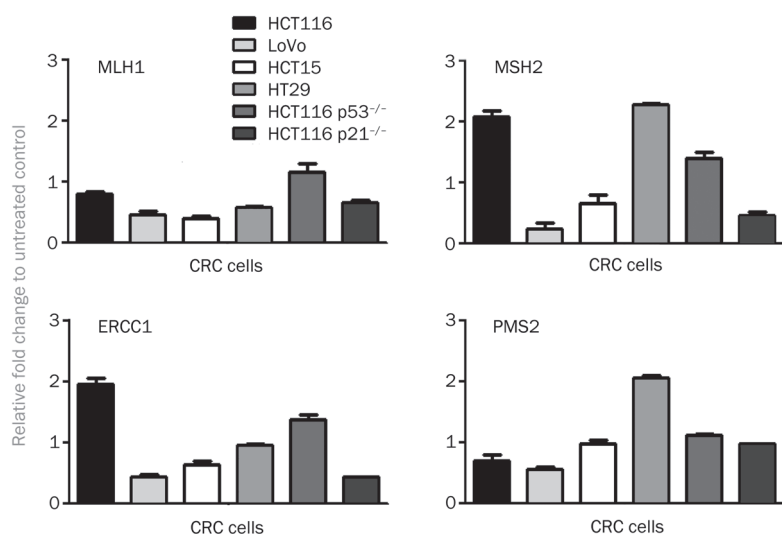 HCT116
LoVo
HCT15
HT29
HCT116 p53⁻/⁻
HCT116 p21⁻/⁻
Relative fold change to untreated control
MLH1
3
2
1
0
CRC cells
MSH2
3
2
1
0
CRC cells
ERCC1
3
2
1
0
CRC cells
PMS2
3
2
1
0
CRC cells